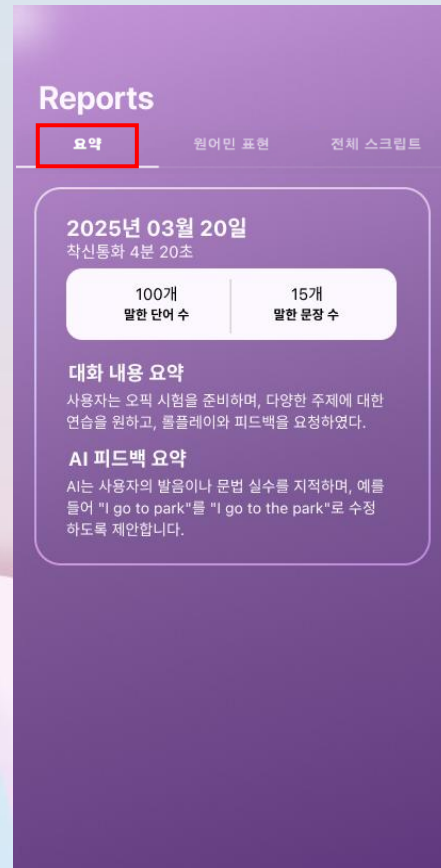 Reports
요약 원어민 표현 전체 스크립트
2025년 03월 20일
착신통화 4분 20초
100개 15개
말한 단어 수 말한 문장 수
대화 내용 요약
사용자는 오픽 시험을 준비하며, 다양한 주제에 대한
연습을 원하고, 롤플레이와 피드백을 요청하였다.
AI 피드백 요약
AI는 사용자의 발음이나 문법 실수를 지적하며, 예를
들어 "I go to park"를 "I go to the park"로 수정
하도록 제안합니다.